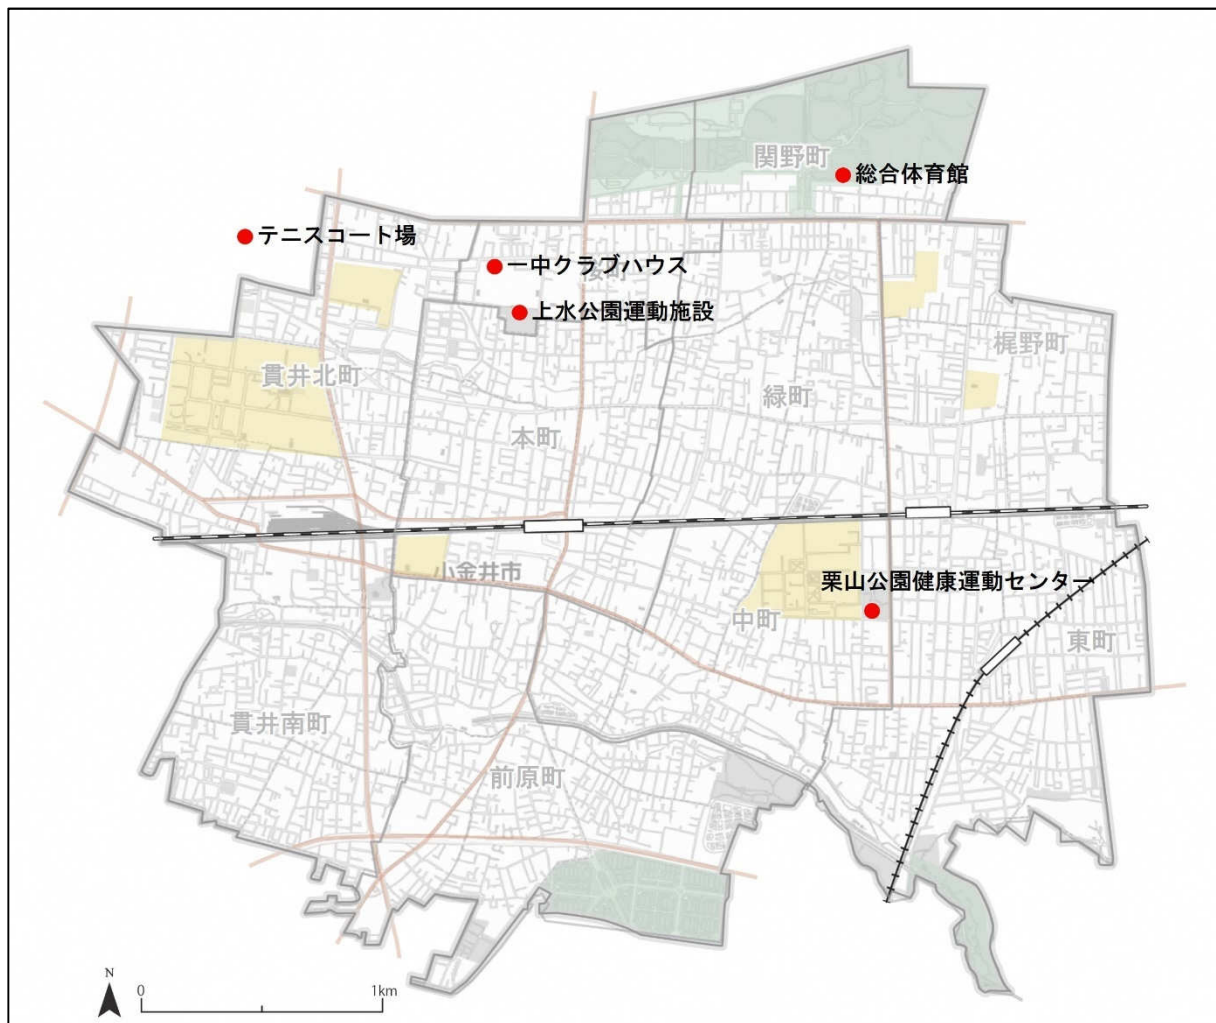 関野町
総合体育館
テニスコート場
一中クラブハウス
桜町
上水公園運動施設
梶野町
貫井北町
緑町
本町
小金井市
栗山公園健康運動センター
中町
東町
貫井南町
前原町
N
0
1km